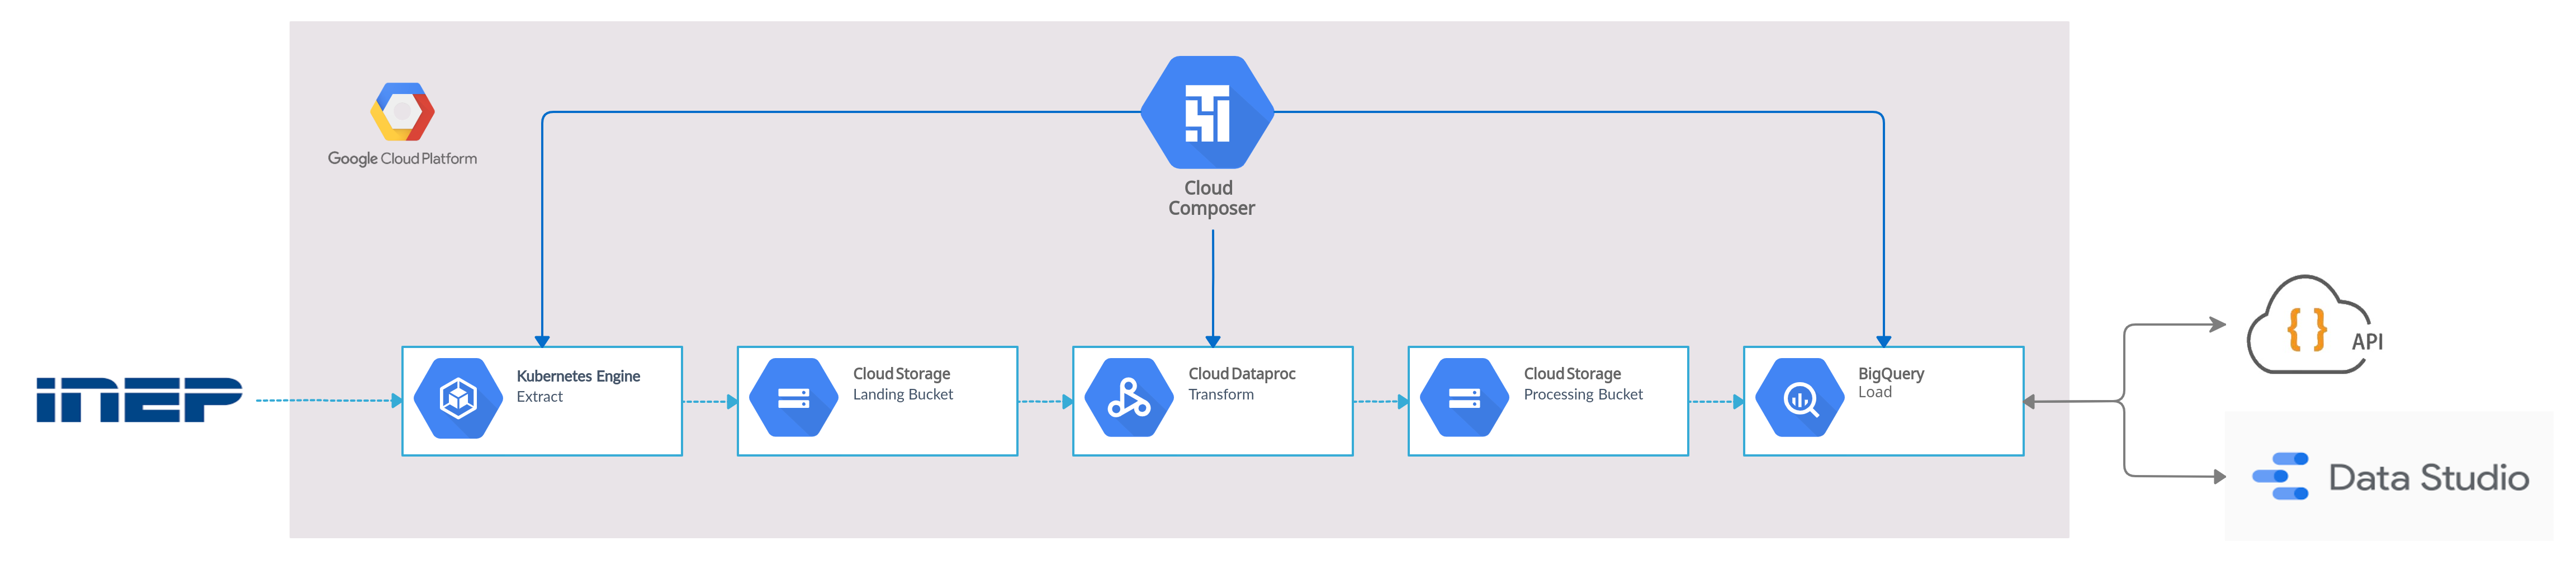 Google Cloud Platform
Cloud
Composer
inep
Kubernetes Engine
Extract
Cloud Storage
Landing Bucket
Cloud Dataproc
Transform
Cloud Storage
Processing Bucket
BigQuery
Load
{ } API
Data Studio